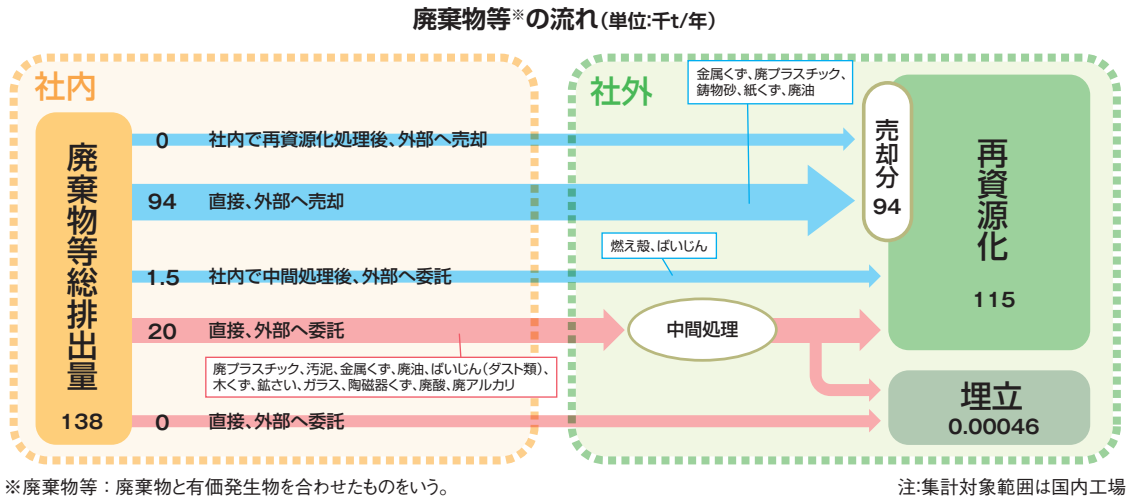 廃棄物等※の流れ(単位:千t/年)
社内
社外
金属くず、廃プラスチック、
鋳物砂、紙くず、廃油
廃棄物等総排出量
138
0 社内で再資源化処理後、外部へ売却
94 直接、外部へ売却
売却分
94
再資源化
115
燃え殻、ばいじん
1.5 社内で中間処理後、外部へ委託
20 直接、外部へ委託
中間処理
廃プラスチック、汚泥、金属くず、廃油、ばいじん(ダスト類)、
木くず、鉱さい、ガラス、陶磁器くず、廃酸、廃アルカリ
0 直接、外部へ委託
埋立
0.00046
※廃棄物等：廃棄物と有価発生物を合わせたものをいう。
注:集計対象範囲は国内工場